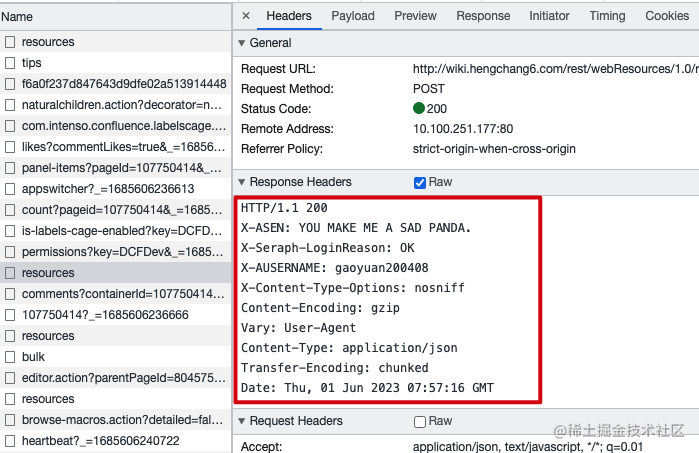 Name
resources
tips
f6a0f237d847643d9dfe02a513914448
naturalchildren.action?decorator=n…
com.intenso.confluence.labelscage.…
likes?commentLikes=true&_=16856…
panel-items?pageId=107750414&_…
appswitcher?_=1685606236613
count?pageid=107750414&_=1685…
is-labels-cage-enabled?key=DCFD…
permissions?key=DCFDev&_=1685…
resources
comments?containerId=107750414…
107750414?_=1685606236666
resources
bulk
editor.action?parentPageId=804575…
resources
browse-macros.action?detailed=fal…
heartbeat?_=1685606240722
× Headers Payload Preview Response Initiator Timing Cookies
▼ General
Request URL: http://wiki.hengchang6.com/rest/webResources/1.0/r
Request Method: POST
Status Code: 200
Remote Address: 10.100.251.177:80
Referrer Policy: strict-origin-when-cross-origin
▼ Response Headers Raw
HTTP/1.1 200
X-ASEN: YOU MAKE ME A SAD PANDA.
X-Seraph-LoginReason: OK
X-AUSERNAME: gaoyuan200408
X-Content-Type-Options: nosniff
Content-Encoding: gzip
Vary: User-Agent
Content-Type: application/json
Transfer-Encoding: chunked
Date: Thu, 01 Jun 2023 07:57:16 GMT
▼ Request Headers Raw
Accept: application/json, text/javascript, */*; q=0.01
@稀土掘金技术社区